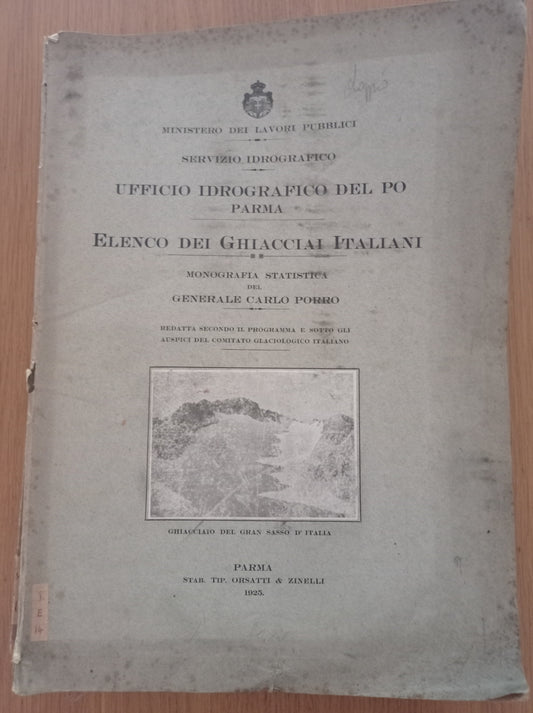 MINISTERO DEI LAVORI PUBBLICI
SERVIZIO IDROGRAFICO
UFFICIO IDROGRAFICO DEL PO
PARMA
ELENCO DEI GHIACCIAI ITALIANI
MONOGRAFIA STATISTICA
DEL
GENERALE CARLO PORRO
REDATTA SECONDO IL PROGRAMMA E SOTTO GLI
AUSPICI DEL COMITATO GLACIOLOGICO ITALIANO
GHIACCIAIO DEL GRAN SASSO D'ITALIA
PARMA
STAB. TIP. ORSATTI & ZINELLI
1925.
E
14